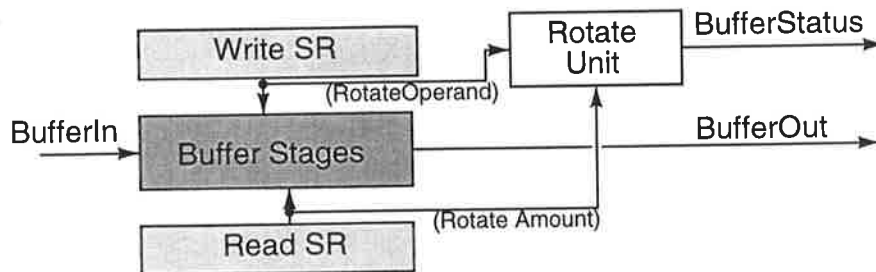 Write SR
Rotate
Unit
BufferStatus
(RotateOperand)
BufferIn
Buffer Stages
BufferOut
(Rotate Amount)
Read SR